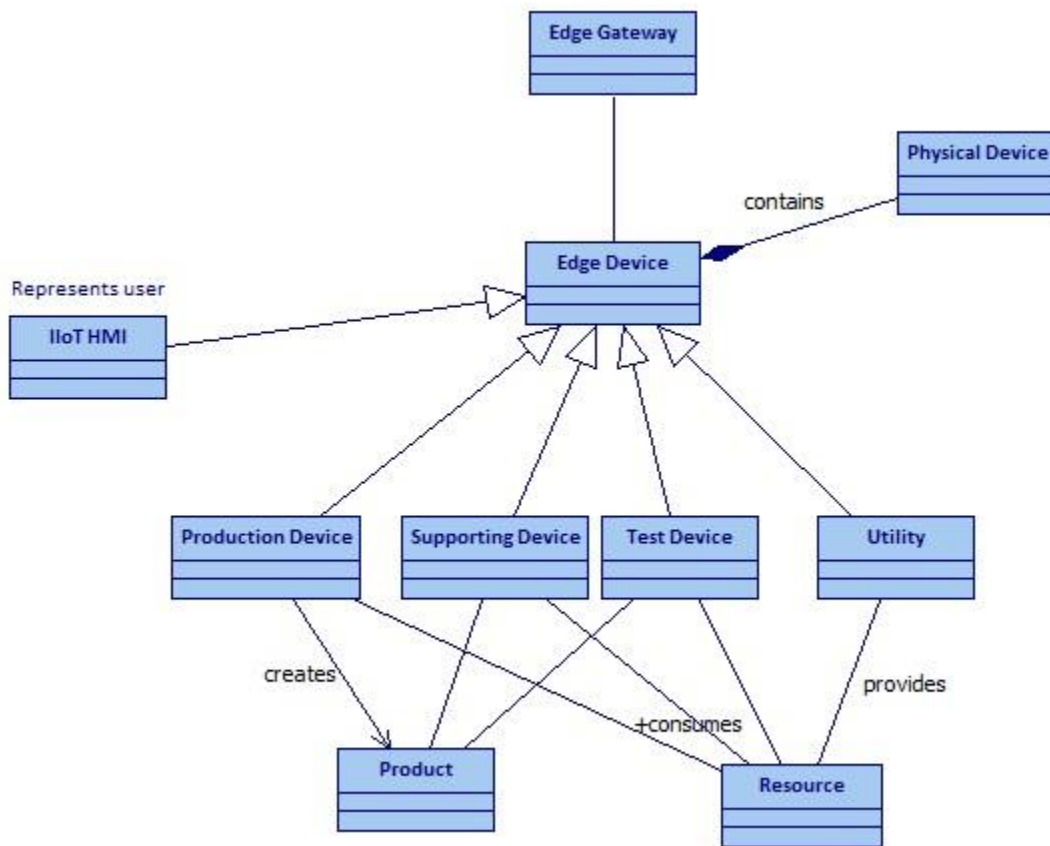 Edge Gateway
Physical Device
contains
Edge Device
Represents user
IIoT HMI
Production Device
Supporting Device
Test Device
Utility
creates
provides
+consumes
Product
Resource